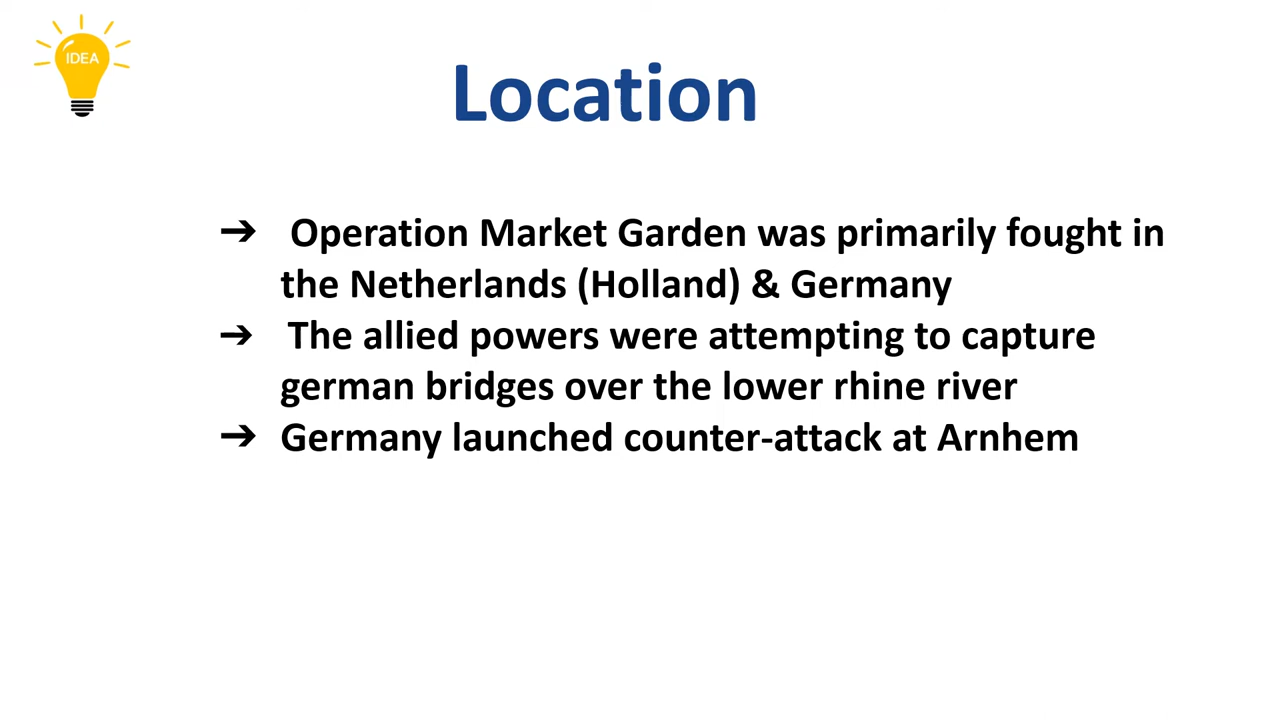 IDEA
Location
➔ Operation Market Garden was primarily fought in
the Netherlands (Holland) & Germany
➔ The allied powers were attempting to capture
german bridges over the lower rhine river
➔ Germany launched counter-attack at Arnhem